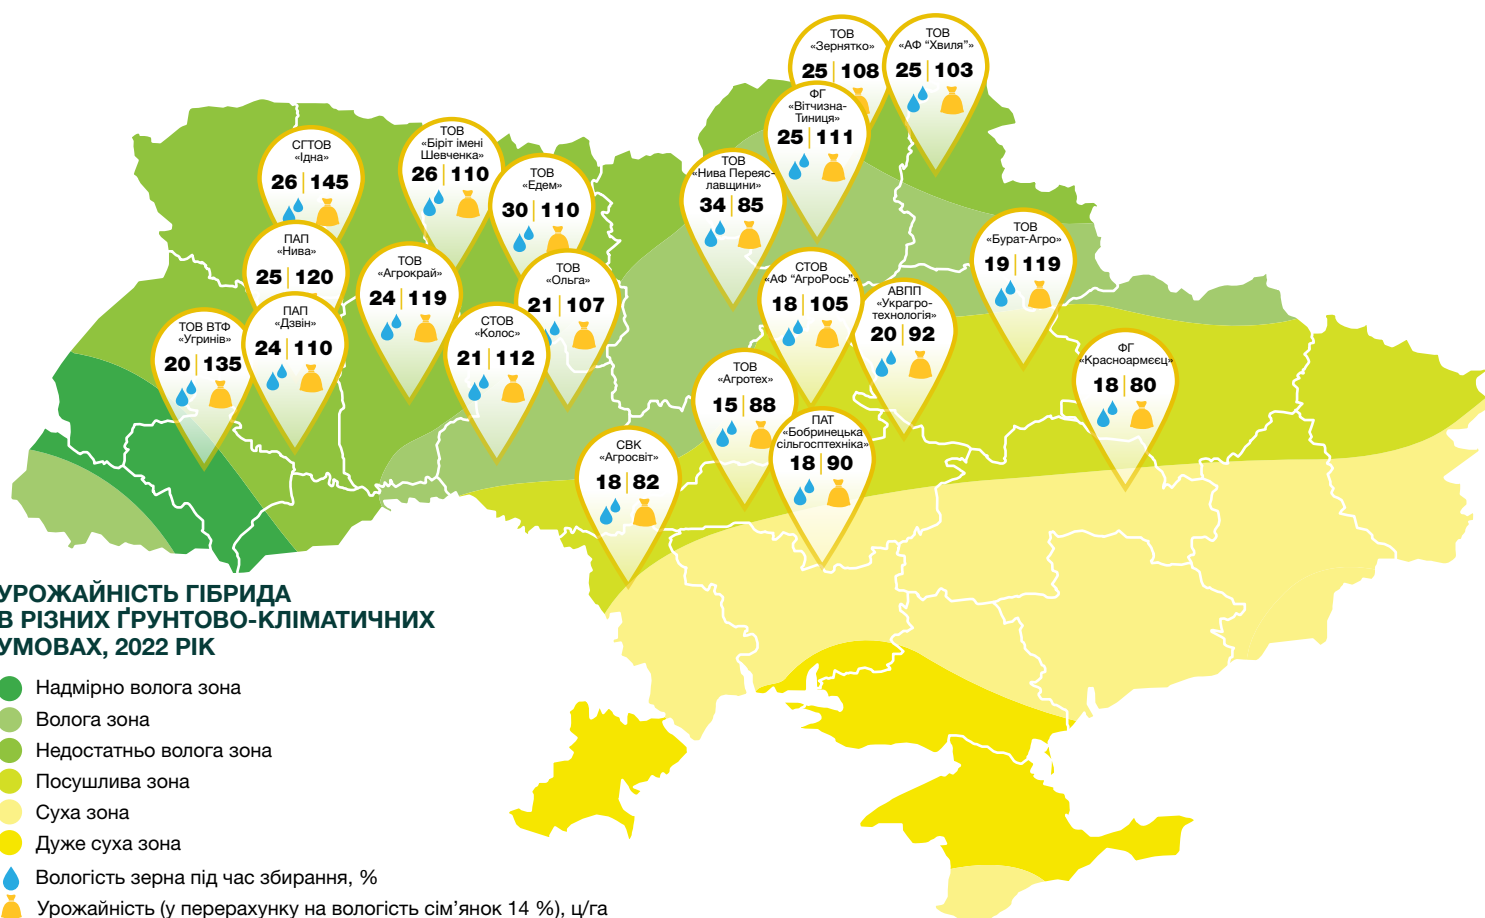 ТОВ
«Зернятко»
25 108
ТОВ
«АФ "Хвиля"»
25 103
ФГ
«Вітчизна-
Тиниця»
25 111
СГТОВ
«Ідна»
26 145
ТОВ
«Біріт імені
Шевченка»
26 110
ТОВ
«Едем»
30 110
ТОВ
«Нива Переяс-
лавщини»
34 85
ТОВ
«Бурат-Агро»
19 119
ПАП
«Нива»
25 120
ТОВ
«Агрокрай»
24 119
ТОВ
«Ольга»
21 107
СТОВ
«АФ "АгроРось"»
18 105
АВПП
«Украгро-
технологія»
20 92
ТОВ ВТФ
«Угринів»
20 135
ПАП
«Дзвін»
24 110
СТОВ
«Колос»
21 112
ФГ
«Красноармєєц»
18 80
ТОВ
«Агротех»
15 88
ПАТ
«Бобринецька
сільгосптехніка»
18 90
СВК
«Агросвіт»
18 82
УРОЖАЙНІСТЬ ГІБРИДА
В РІЗНИХ ҐРУНТОВО-КЛІМАТИЧНИХ
УМОВАХ, 2022 РІК
Надмірно волога зона
Волога зона
Недостатньо волога зона
Посушлива зона
Суха зона
Дуже суха зона
Вологість зерна під час збирання, %
Урожайність (у перерахунку на вологість сім'янок 14 %), ц/га